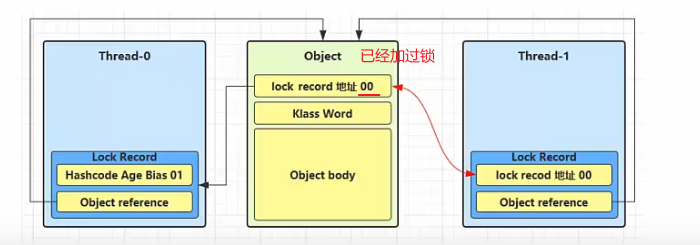 Thread-0
Lock Record
Hashcode Age Bias 01
Object reference
Object
已经加过锁
lock record 地址 00
Klass Word
Object body
Thread-1
Lock Record
lock recod 地址 00
Object reference